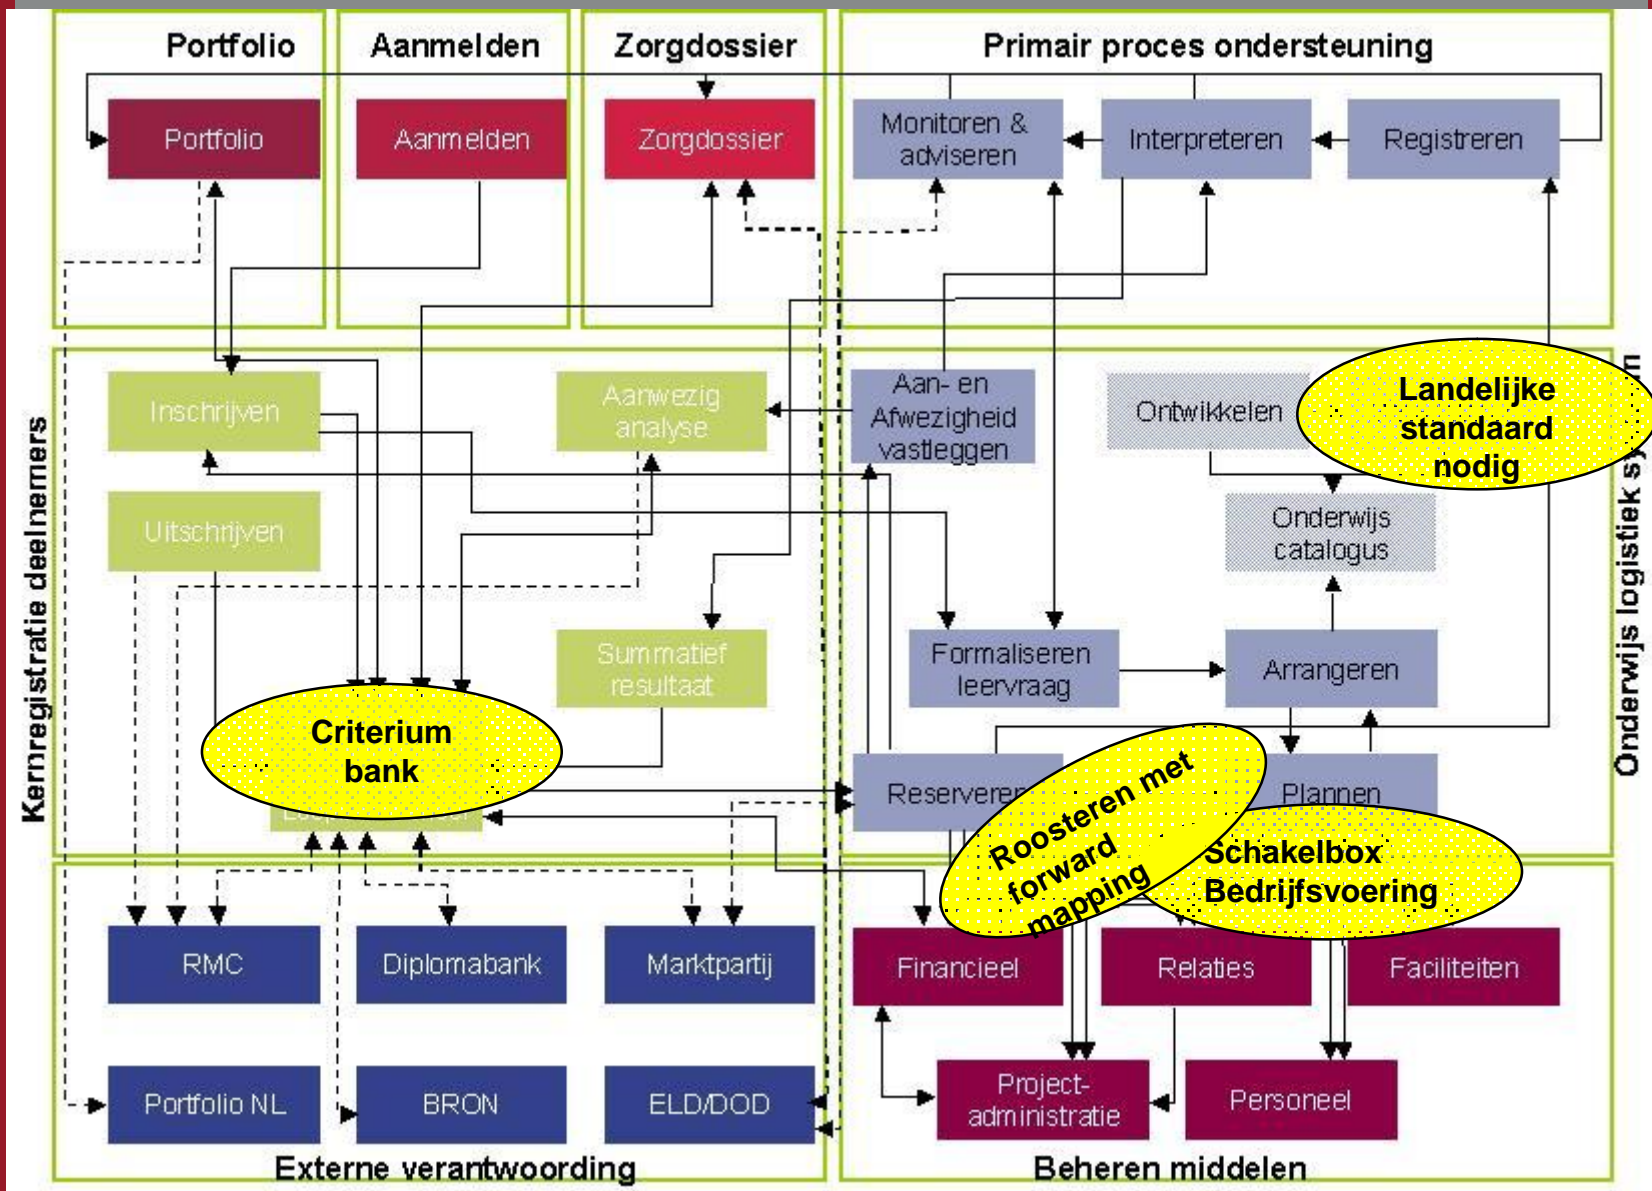 Portfolio
Aanmelden
Zorgdossier
Primair proces ondersteuning
Portfolio
Aanmelden
Zorgdossier
Monitoren &
adviseren
Interpreteren
Registreren
Kernregistratie deelnemers
Inschrijven
Aanwezig
analyse
Aan- en
Afwezigheid
vastleggen
Ontwikkelen
Landelijke
standaard
nodig
Onderwijs logistiek
Uitschrijven
Onderwijs
catalogus
Summatief
resultaat
Formaliseren
leervraag
Arrangeren
Criterium
bank
Reserveren
Plannen
Roosteren met
forward
mapping
Schakelbox
Bedrijfsvoering
RMC
Diplomabank
Marktpartij
Financieel
Relaties
Faciliteiten
Portfolio NL
BRON
ELD/DOD
Project-
administratie
Personeel
Externe verantwoording
Beheren middelen